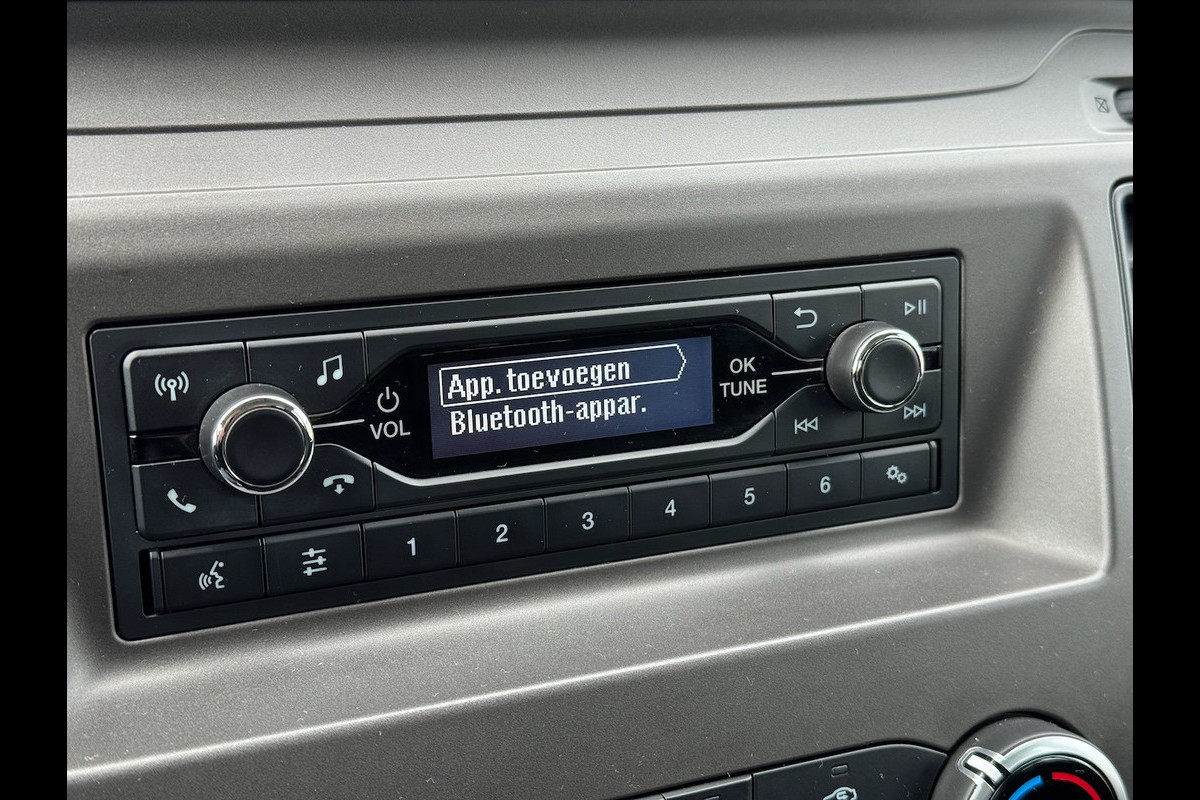 App. toevoegen
Bluetooth-appar.
VOL
OK
TUNE
1 2 3 4 5 6